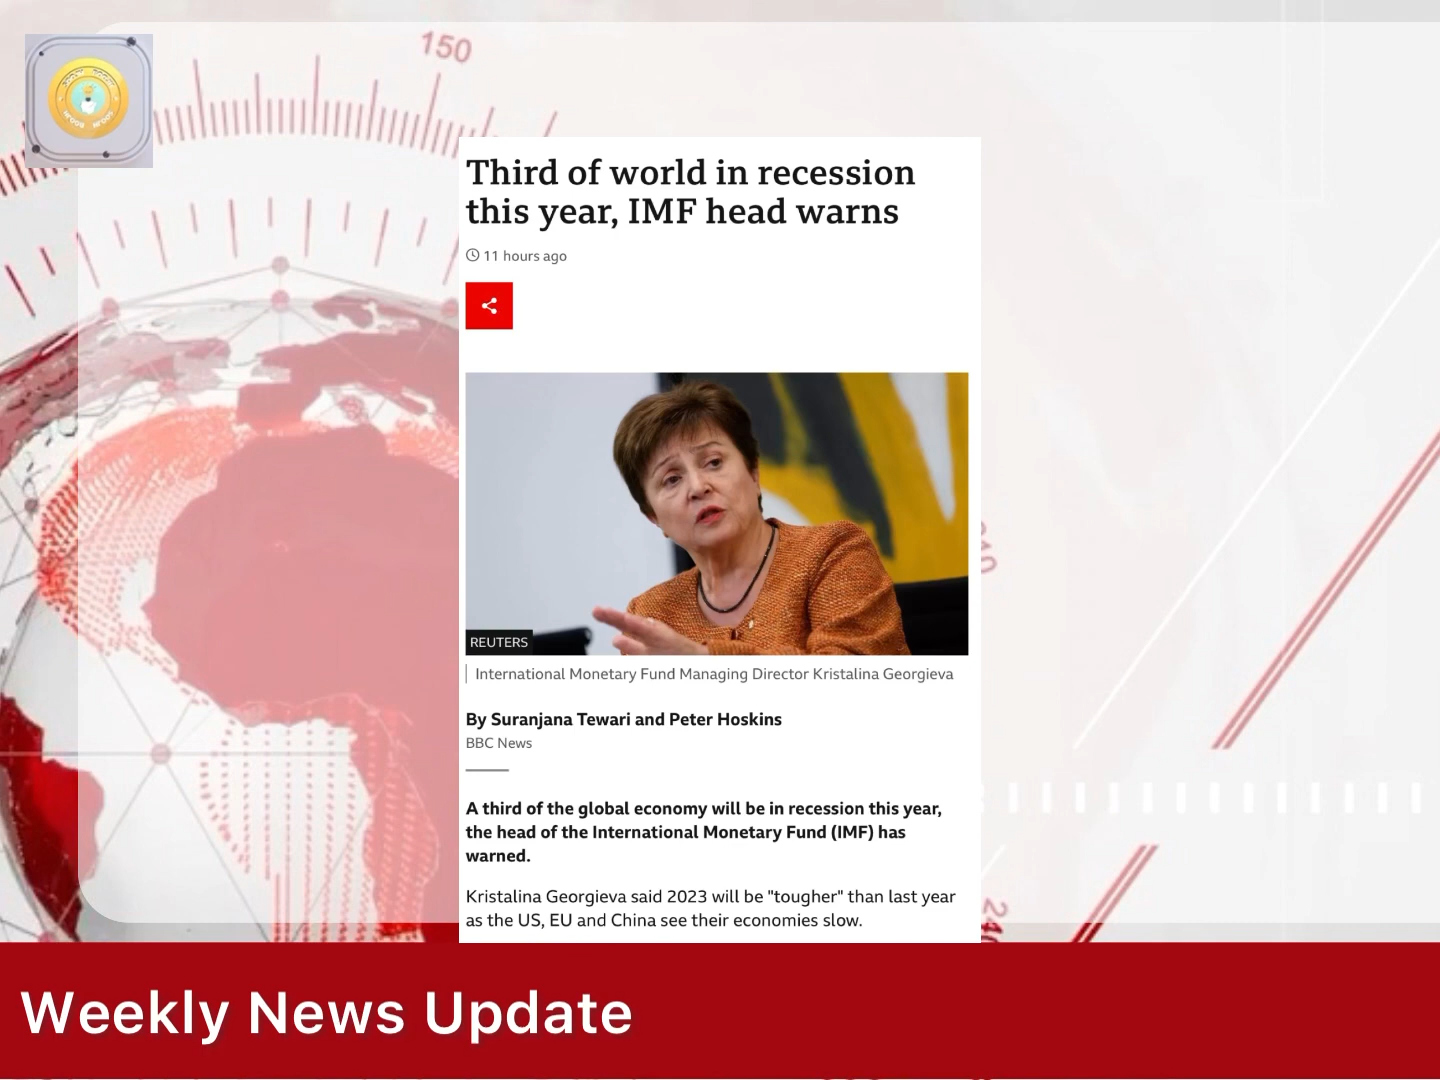 150
Third of world in recession
this year, IMF head warns
11 hours ago
REUTERS
International Monetary Fund Managing Director Kristalina Georgieva
By Suranjana Tewari and Peter Hoskins
BBC News
A third of the global economy will be in recession this year,
the head of the International Monetary Fund (IMF) has
warned.
Kristalina Georgieva said 2023 will be "tougher" than last year
as the US, EU and China see their economies slow.
Weekly News Update